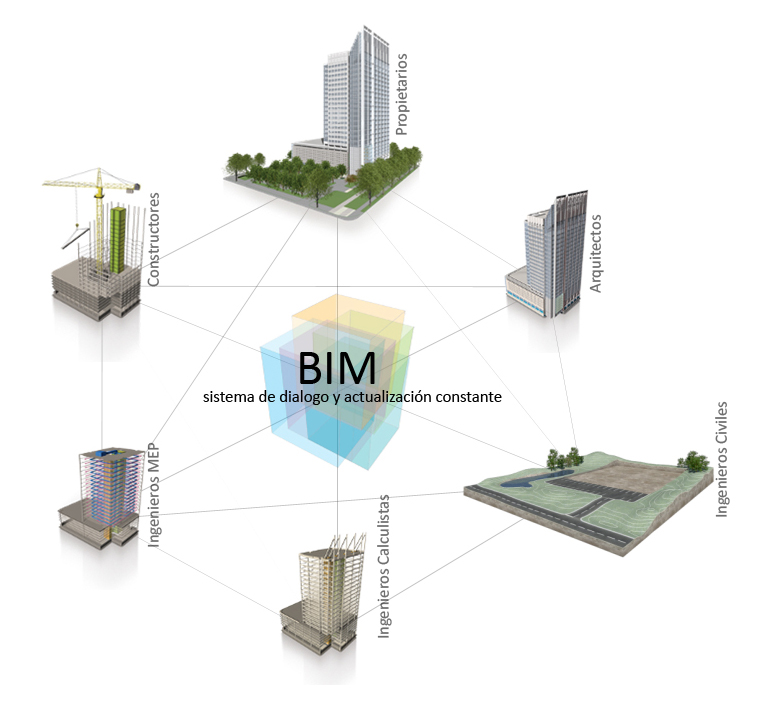 Propietarios
Constructores
Arquitectos
BIM
sistema de dialogo y actualización constante
Ingenieros MEP
Ingenieros Civiles
Ingenieros Calculistas